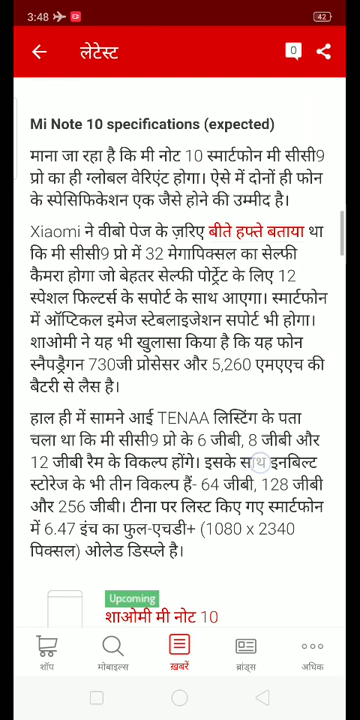 3:48
42
लेटेस्ट
0
Mi Note 10 specifications (expected)
माना जा रहा है कि मी नोट 10 स्मार्टफोन मी सीसी9
प्रो का ही ग्लोबल वेरिएंट होगा। ऐसे में दोनों ही फोन
के स्पेसिफिकेशन एक जैसे होने की उम्मीद है।
Xiaomi ने वीबो पेज के ज़रिए बीते हफ्ते बताया था
कि मी सीसी9 प्रो में 32 मेगापिक्सल का सेल्फी
कैमरा होगा जो बेहतर सेल्फी पोर्ट्रेट के लिए 12
स्पेशल फिल्टर्स के सपोर्ट के साथ आएगा। स्मार्टफोन
में ऑप्टिकल इमेज स्टेबलाइजेशन सपोर्ट भी होगा।
शाओमी ने यह भी खुलासा किया है कि यह फोन
स्नैपड्रैगन 730जी प्रोसेसर और 5,260 एमएएच की
बैटरी से लैस है।
हाल ही में सामने आई TENAA लिस्टिंग के पता
चला था कि मी सीसी9 प्रो के 6 जीबी, 8 जीबी और
12 जीबी रैम के विकल्प होंगे। इसके साथ इनबिल्ट
स्टोरेज के भी तीन विकल्प हैं- 64 जीबी, 128 जीबी
और 256 जीबी। टीना पर लिस्ट किए गए स्मार्टफोन
में 6.47 इंच का फुल-एचडी+ (1080 x 2340
पिक्सल) ओलेड डिस्प्ले है।
Upcoming
शाओमी मी नोट 10
शॉप
मोबाइल्स
ख़बरें
ब्रांड्स
अधिक